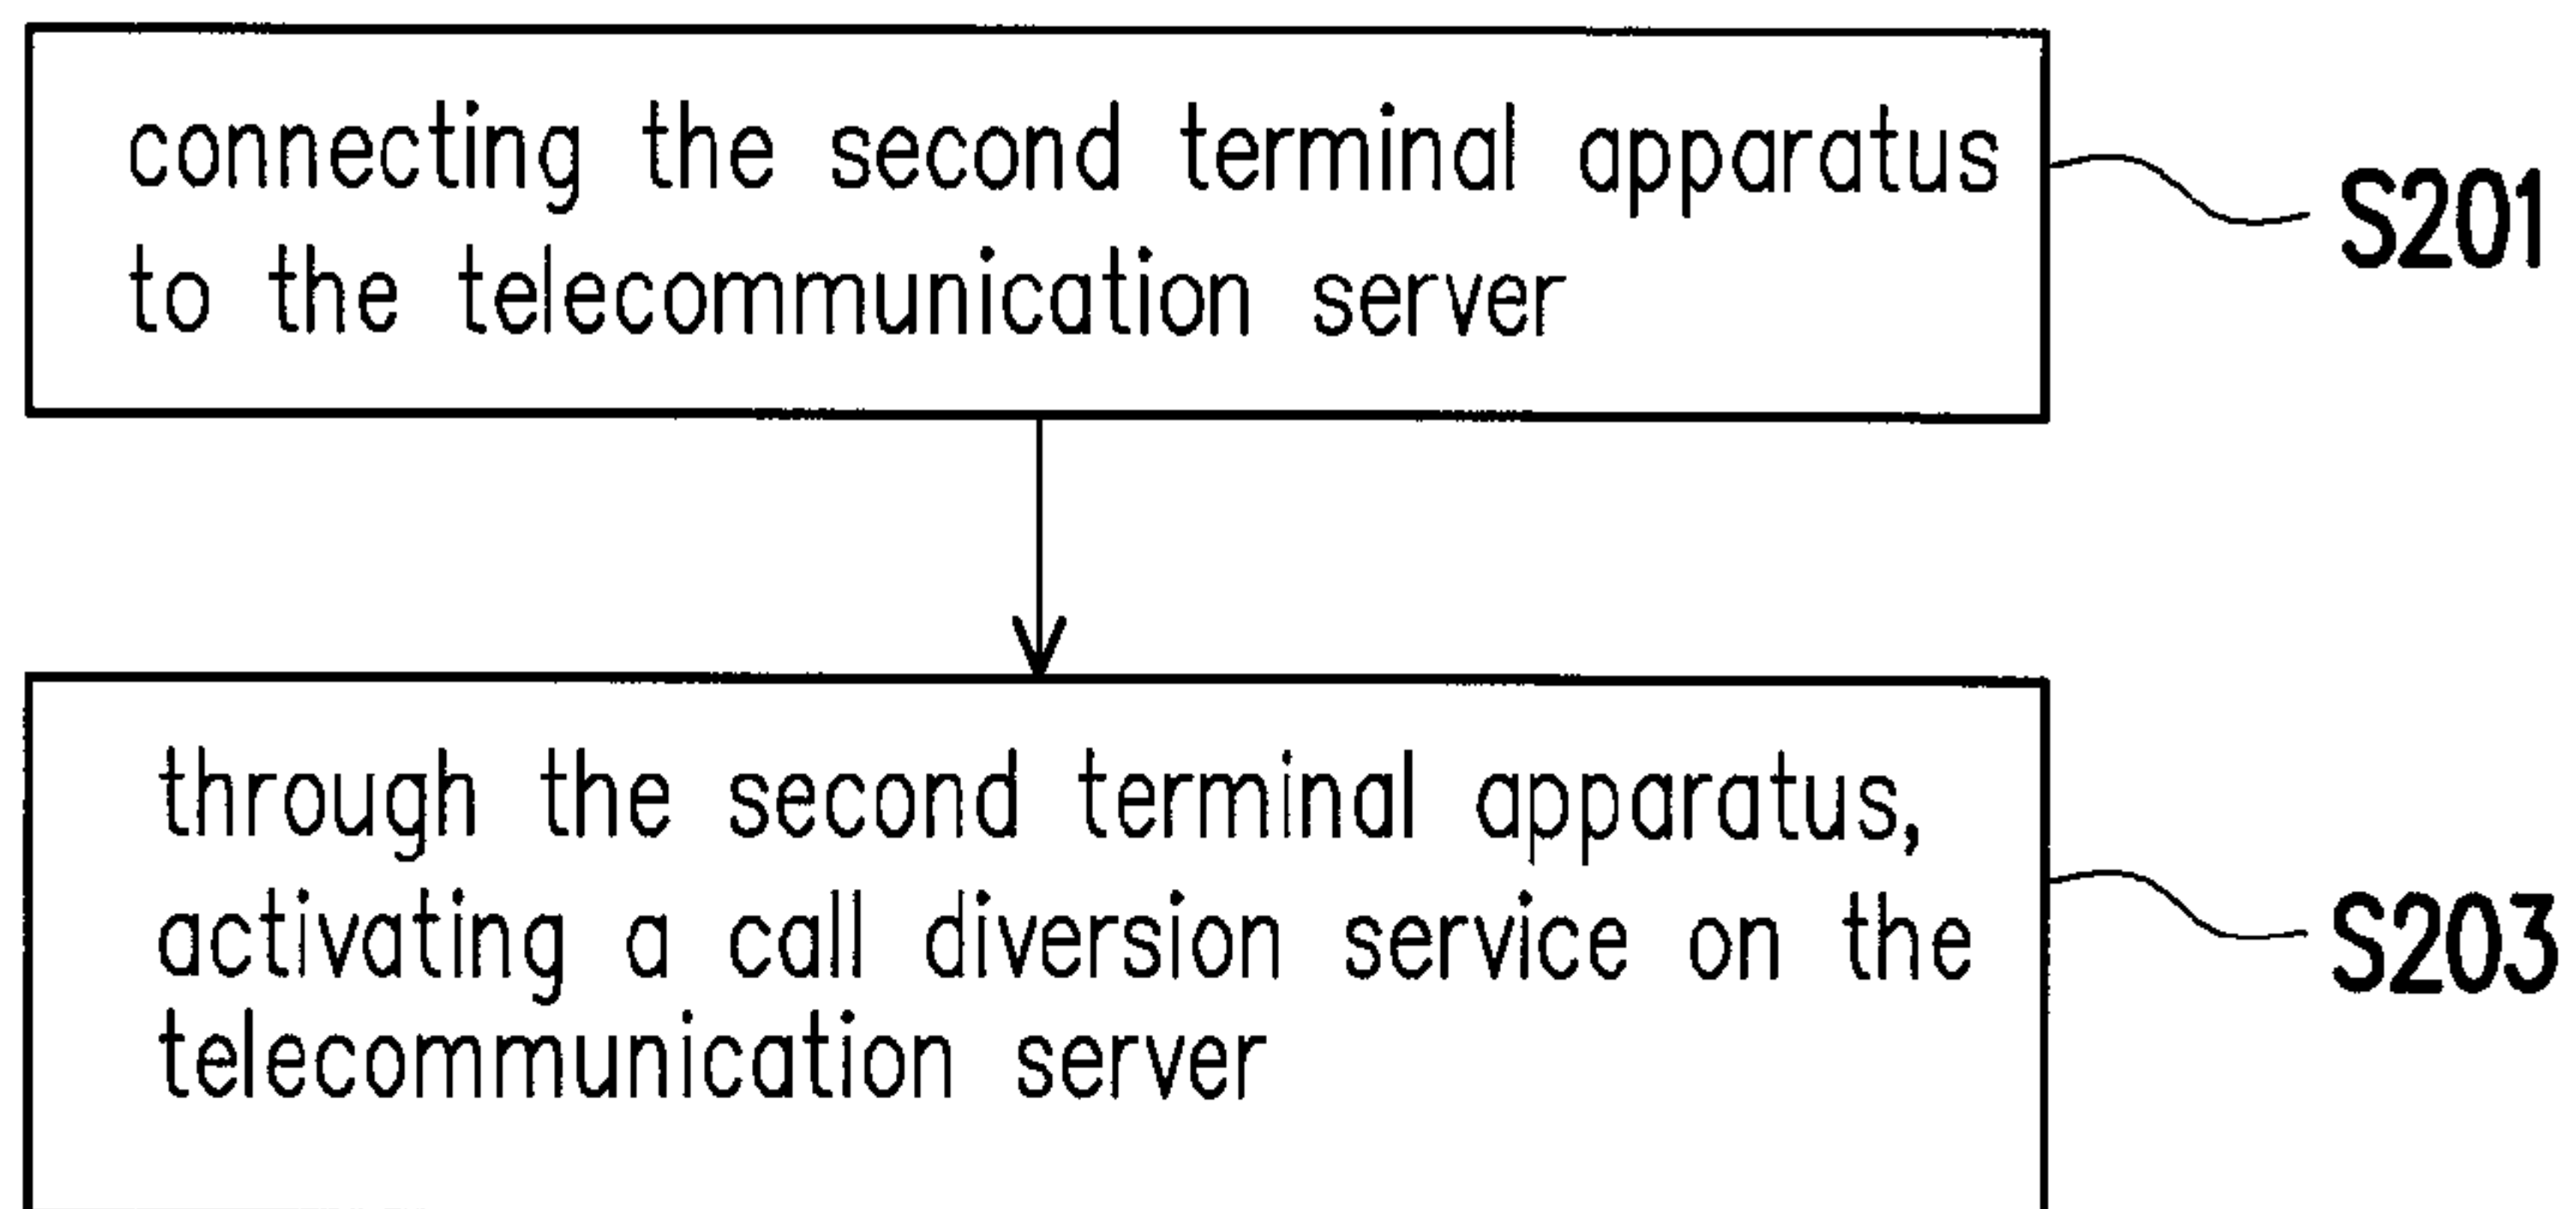 connecting the second terminal apparatus
to the telecommunication server
S201
through the second terminal apparatus,
activating a call diversion service on the
telecommunication server
S203